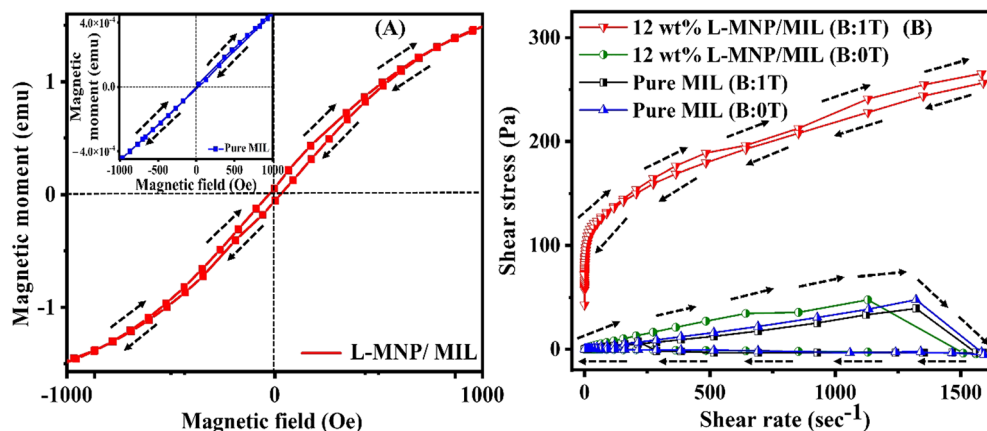 (A)
4.0×10⁻⁴
0.0
−4.0×10⁻⁴
-1000 -500 0 500 1000
Magnetic field (Oe)
Magnetic
moment (emu)
Pure MIL
1
0
-1
Magnetic moment (emu)
L-MNP/ MIL
-1000 0 1000
Magnetic field (Oe)
12 wt% L-MNP/MIL (B:1T) (B)
12 wt% L-MNP/MIL (B:0T)
Pure MIL (B:1T)
Pure MIL (B:0T)
300
250
200
150
100
50
0
Shear stress (Pa)
0 500 1000 1500
Shear rate (sec⁻¹)